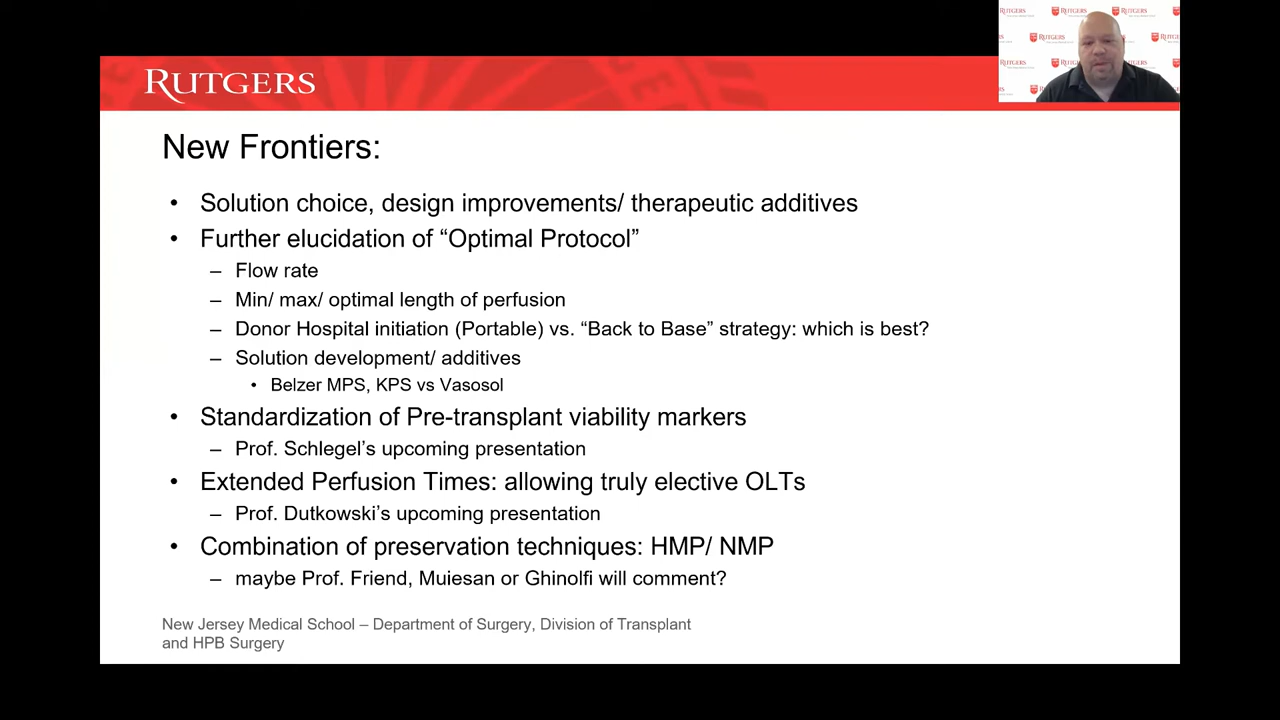 RUTGERS
New Frontiers:
• Solution choice, design improvements/ therapeutic additives
• Further elucidation of “Optimal Protocol”
– Flow rate
– Min/ max/ optimal length of perfusion
– Donor Hospital initiation (Portable) vs. “Back to Base” strategy: which is best?
– Solution development/ additives
• Belzer MPS, KPS vs Vasosol
• Standardization of Pre-transplant viability markers
– Prof. Schlegel’s upcoming presentation
• Extended Perfusion Times: allowing truly elective OLTs
– Prof. Dutkowski’s upcoming presentation
• Combination of preservation techniques: HMP/ NMP
– maybe Prof. Friend, Muiesan or Ghinolfi will comment?
New Jersey Medical School – Department of Surgery, Division of Transplant
and HPB Surgery
RUTGERS